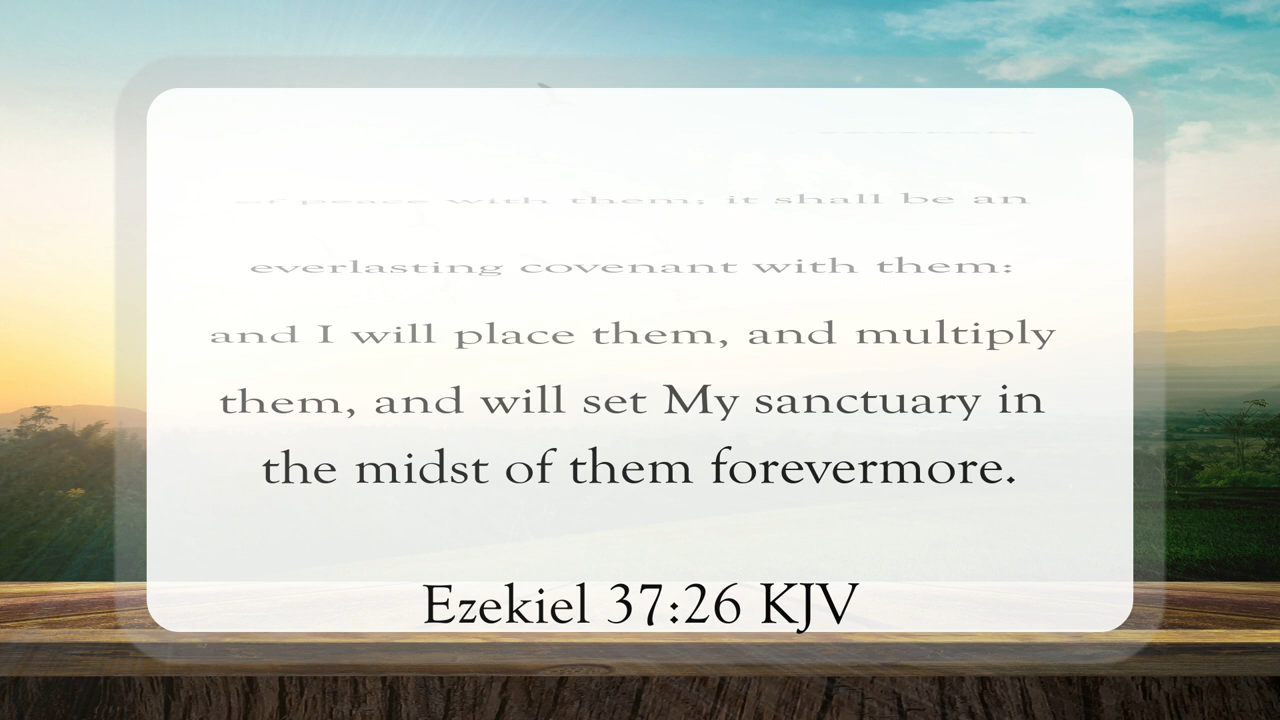 of peace with them; it shall be an
everlasting covenant with them:
and I will place them, and multiply
them, and will set My sanctuary in
the midst of them forevermore.
Ezekiel 37:26 KJV